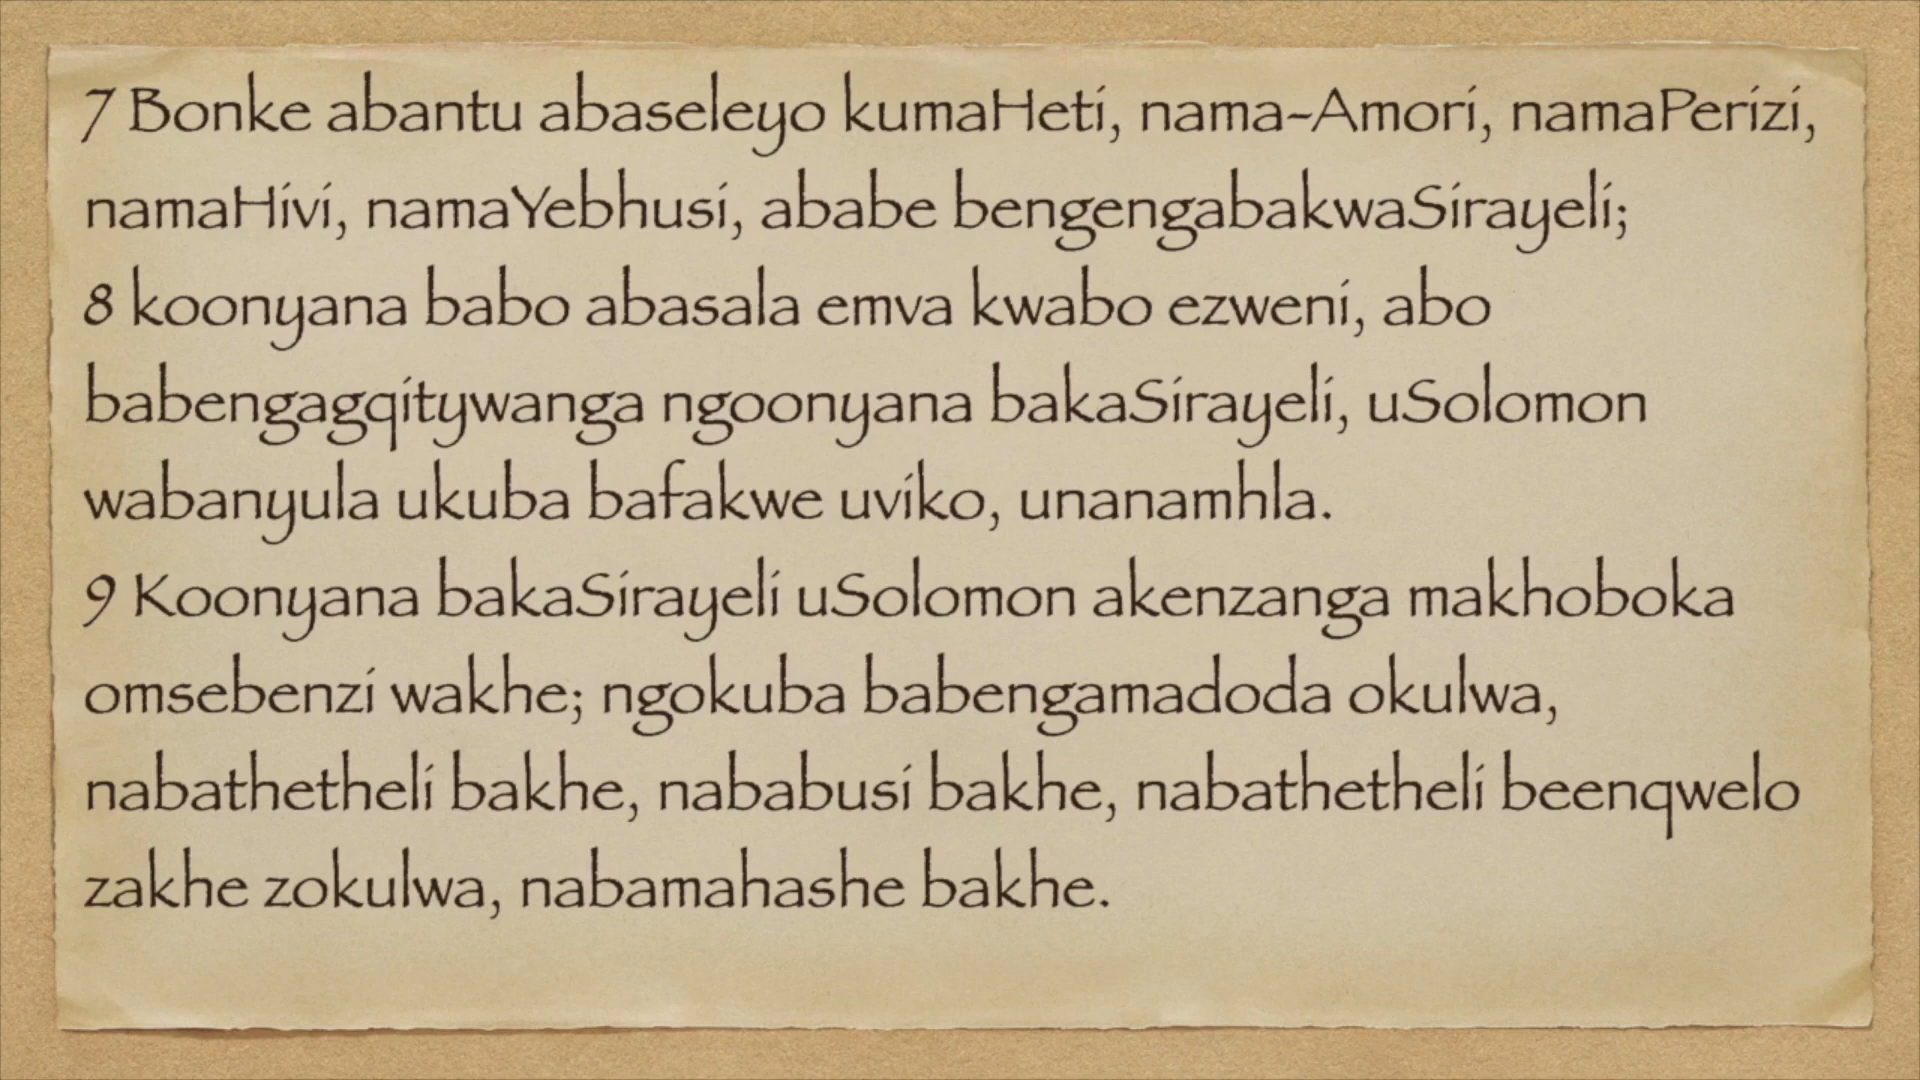 7 Bonke abantu abaseleyo kumaHeti, nama-Amori, namaPerizi,
namaHivi, namaYebhusi, ababe bengengabakwaSirayeli;
8 koonyana babo abasala emva kwabo ezweni, abo
babengagqitywanga ngoonyana bakaSirayeli, uSolomon
wabanyula ukuba bafakwe uviko, unanamhla.
9 Koonyana bakaSirayeli uSolomon akenzanga makhoboka
omsebenzi wakhe; ngokuba babengamadoda okulwa,
nabathetheli bakhe, nababusi bakhe, nabathetheli beenqwelo
zakhe zokulwa, nabamahashe bakhe.